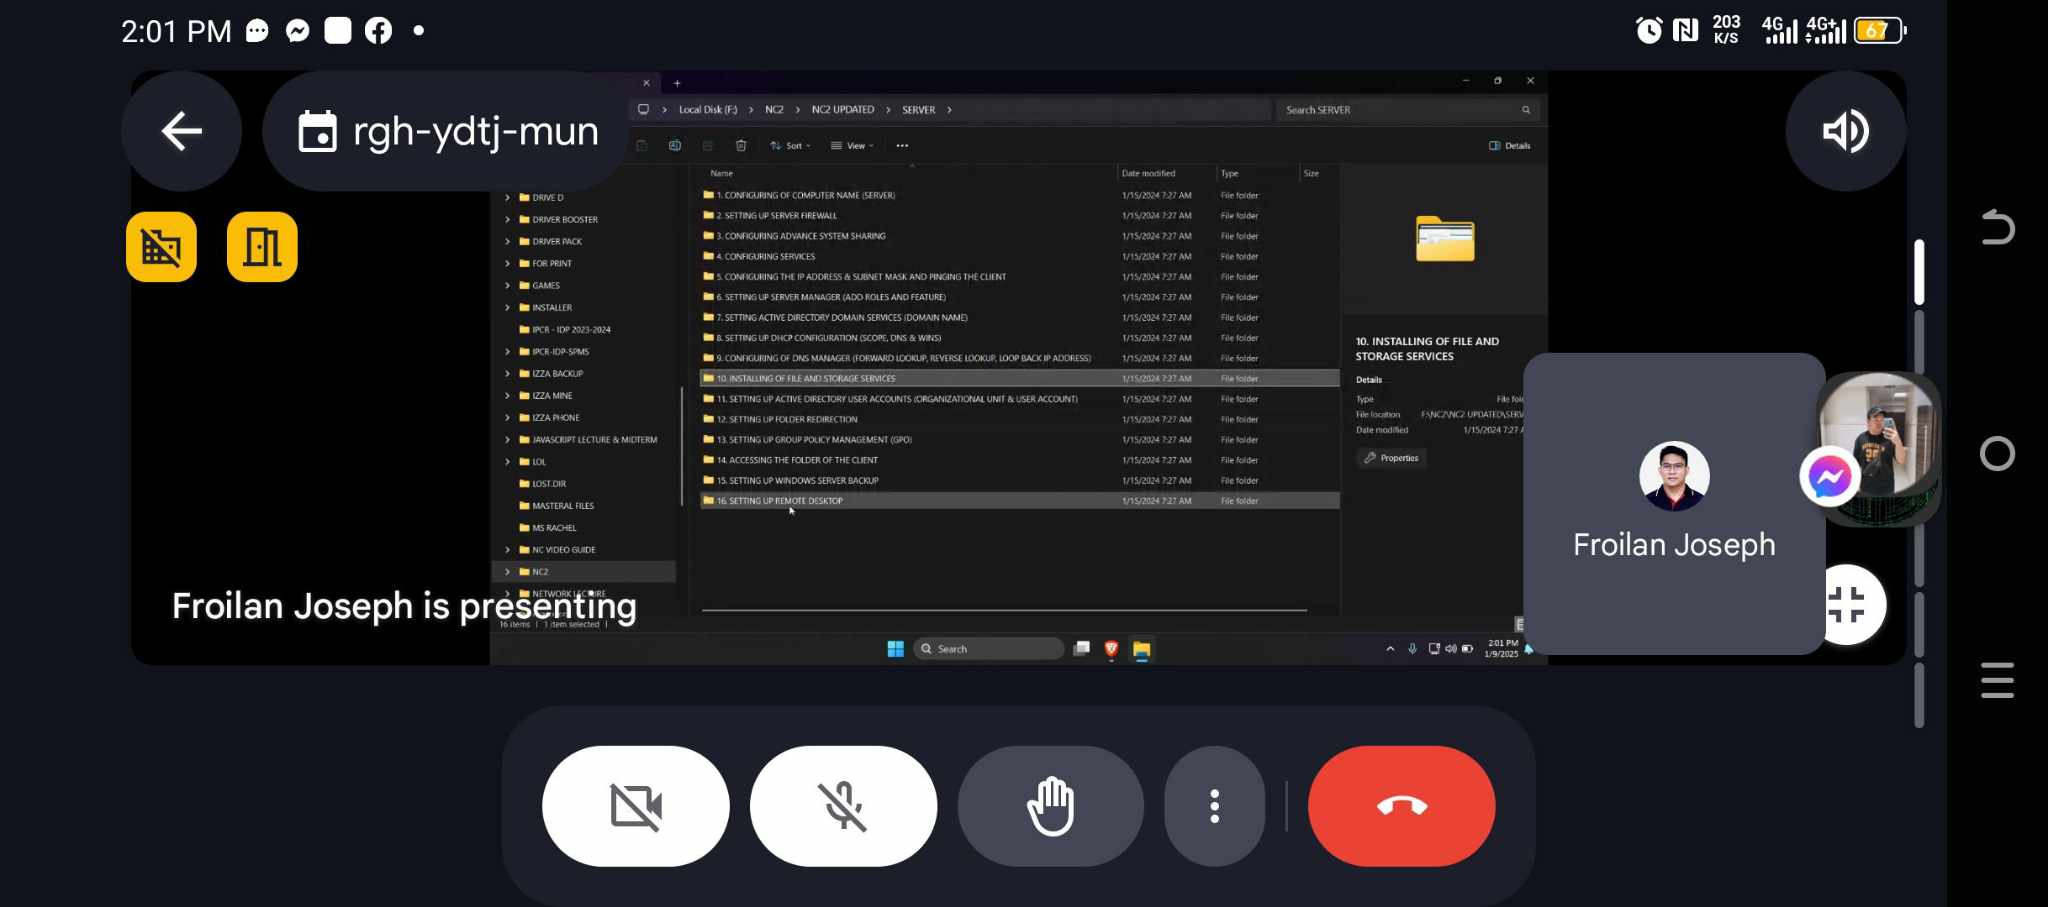 2:01 PM
203 K/S 4G 4G+ 67
rgh-ydtj-mun
Local Disk (F:) > NC2 > NC2 UPDATED > SERVER >
Search SERVER
Sort View ... Details
Name Date modified Type Size
DRIVE D
DRIVER BOOSTER
DRIVER PACK
FOR PRINT
GAMES
INSTALLER
IPCR - IDP 2023-2024
IPCR-IDP-SPMS
IZZA BACKUP
IZZA MINE
IZZA PHONE
JAVASCRIPT LECTURE & MIDTERM
LOL
LOST.DIR
MASTERAL FILES
MS RACHEL
NC VIDEO GUIDE
NC2
NETWORK LECTURE
1. CONFIGURING OF COMPUTER NAME (SERVER) 1/15/2024 7:27 AM File folder
2. SETTING UP SERVER FIREWALL 1/15/2024 7:27 AM File folder
3. CONFIGURING ADVANCE SYSTEM SHARING 1/15/2024 7:27 AM File folder
4. CONFIGURING SERVICES 1/15/2024 7:27 AM File folder
5. CONFIGURING THE IP ADDRESS & SUBNET MASK AND PINGING THE CLIENT 1/15/2024 7:27 AM File folder
6. SETTING UP SERVER MANAGER (ADD ROLES AND FEATURE) 1/15/2024 7:27 AM File folder
7. SETTING ACTIVE DIRECTORY DOMAIN SERVICES (DOMAIN NAME) 1/15/2024 7:27 AM File folder
8. SETTING UP DHCP CONFIGURATION (SCOPE, DNS & WINS) 1/15/2024 7:27 AM File folder
9. CONFIGURING OF DNS MANAGER (FORWARD LOOKUP, REVERSE LOOKUP, LOOP BACK IP ADDRESS) 1/15/2024 7:27 AM File folder
10. INSTALLING OF FILE AND STORAGE SERVICES 1/15/2024 7:27 AM File folder
11. SETTING UP ACTIVE DIRECTORY USER ACCOUNTS (ORGANIZATIONAL UNIT & USER ACCOUNT) 1/15/2024 7:27 AM File folder
12. SETTING UP FOLDER REDIRECTION 1/15/2024 7:27 AM File folder
13. SETTING UP GROUP POLICY MANAGEMENT (GPO) 1/15/2024 7:27 AM File folder
14. ACCESSING THE FOLDER OF THE CLIENT 1/15/2024 7:27 AM File folder
15. SETTING UP WINDOWS SERVER BACKUP 1/15/2024 7:27 AM File folder
16. SETTING UP REMOTE DESKTOP 1/15/2024 7:27 AM File folder
10. INSTALLING OF FILE AND
STORAGE SERVICES
Details
Type File fol
File location F:\NC2\NC2 UPDATED\SERV
Date modified 1/15/2024 7:27
Properties
Froilan Joseph
Froilan Joseph is presenting
16 items | 1 item selected |
Search
2:01 PM
1/9/2025